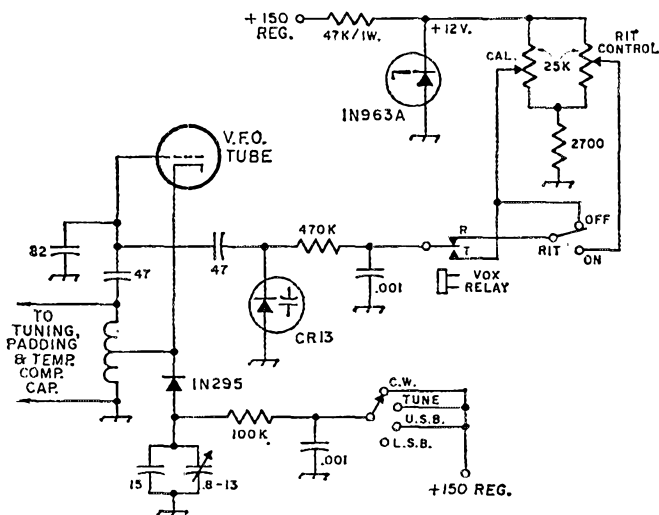 +150
REG.
47K/1W.
+12V.
RIT
CONTROL
CAL.
25K
1N963A
2700
V.F.O.
TUBE
82
47
47
470K
.001
R
T
VOX
RELAY
RIT
OFF
ON
CR13
TO
TUNING,
PADDING
& TEMP.
COMP.
CAP.
1N295
100K
.001
C.W.
TUNE
U.S.B.
L.S.B.
15
.8-13
+150 REG.